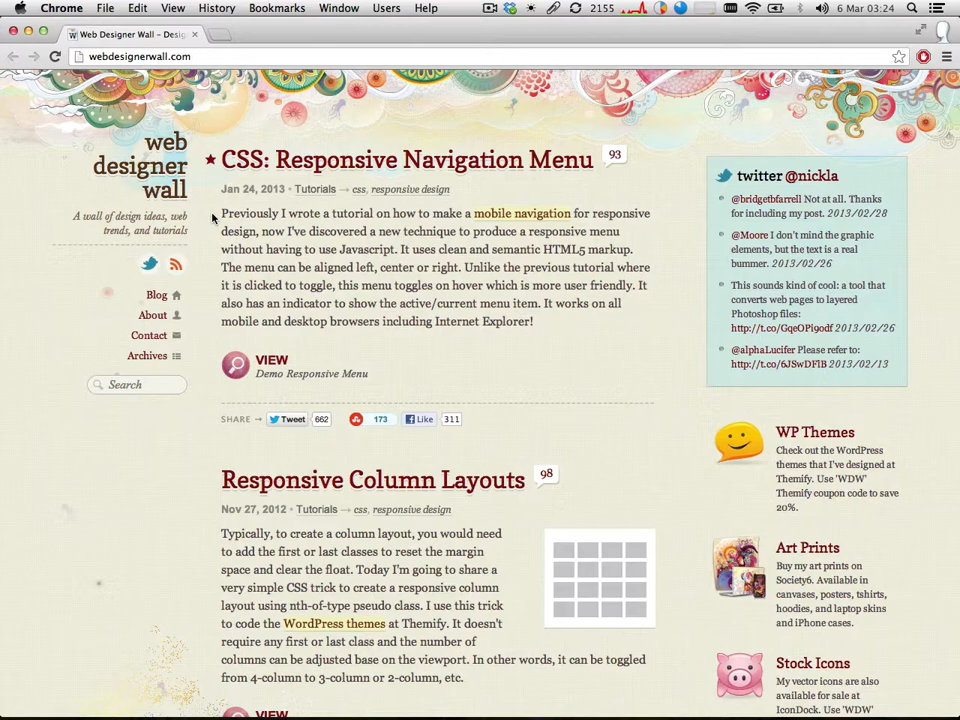 Chrome File Edit View History Bookmarks Window Users Help 2155 6 Mar 03:24
Web Designer Wall – Desig
webdesignerwall.com
web
designer
wall
A wall of design ideas, web
trends, and tutorials
Blog
About
Contact
Archives
Search
CSS: Responsive Navigation Menu 93
Jan 24, 2013 • Tutorials → css, responsive design
Previously I wrote a tutorial on how to make a mobile navigation for responsive
design, now I've discovered a new technique to produce a responsive menu
without having to use Javascript. It uses clean and semantic HTML5 markup.
The menu can be aligned left, center or right. Unlike the previous tutorial where
it is clicked to toggle, this menu toggles on hover which is more user friendly. It
also has an indicator to show the active/current menu item. It works on all
mobile and desktop browsers including Internet Explorer!
VIEW
Demo Responsive Menu
SHARE → Tweet 662 173 Like 311
Responsive Column Layouts 98
Nov 27, 2012 • Tutorials → css, responsive design
Typically, to create a column layout, you would need
to add the first or last classes to reset the margin
space and clear the float. Today I'm going to share a
very simple CSS trick to create a responsive column
layout using nth-of-type pseudo class. I use this trick
to code the WordPress themes at Themify. It doesn't
require any first or last class and the number of
columns can be adjusted base on the viewport. In other words, it can be toggled
from 4-column to 3-column or 2-column, etc.
VIEW
twitter @nickla
@bridgetbfarrell Not at all. Thanks
for including my post. 2013/02/28
@Moore I don't mind the graphic
elements, but the text is a real
bummer. 2013/02/26
This sounds kind of cool: a tool that
converts web pages to layered
Photoshop files:
http://t.co/GqeOPi9odf 2013/02/26
@alphaLucifer Please refer to:
http://t.co/6JSwDFlB 2013/02/13
WP Themes
Check out the WordPress
themes that I've designed at
Themify. Use 'WDW'
Themify coupon code to save
20%.
Art Prints
Buy my art prints on
Society6. Available in
canvases, posters, tshirts,
hoodies, and laptop skins
and iPhone cases.
Stock Icons
My vector icons are also
available for sale at
IconDock. Use 'WDW'